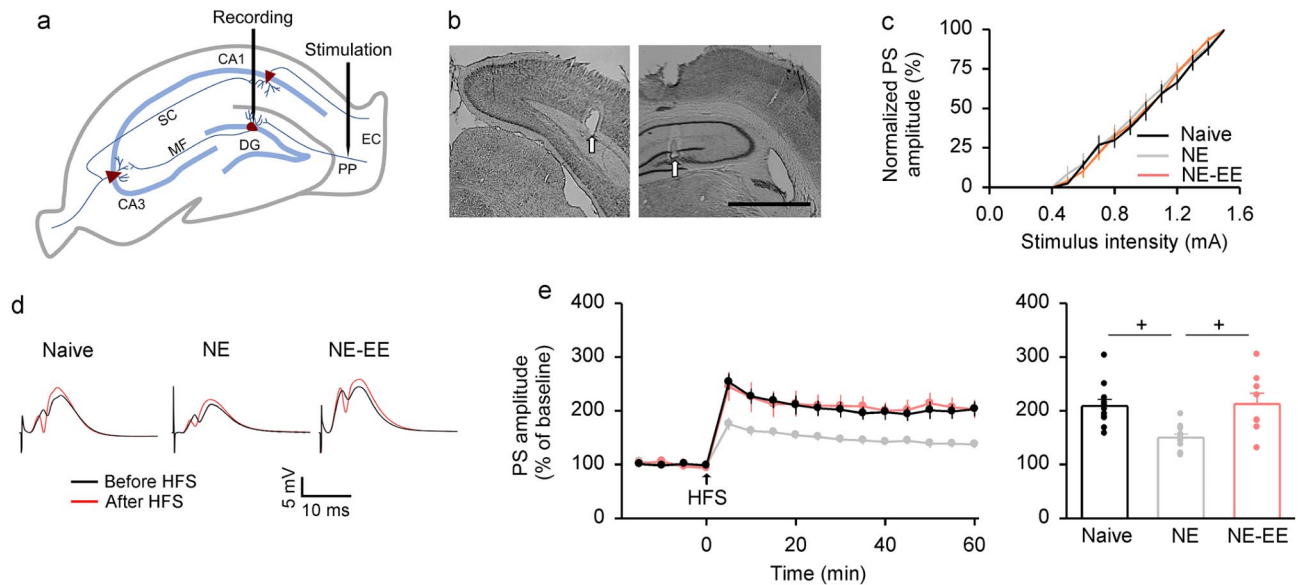 a
Recording
Stimulation
CA1
SC
MF
DG
EC
PP
CA3
b
c
Normalized PS
amplitude (%)
100
75
50
25
0
0.0 0.4 0.8 1.2 1.6
Stimulus intensity (mA)
Naive
NE
NE-EE
d
Naive NE NE-EE
Before HFS
After HFS
5 mV
10 ms
e
PS amplitude
(% of baseline)
400
300
200
100
0
HFS
0 20 40 60
Time (min)
400
300
200
100
0
+ +
Naive NE NE-EE